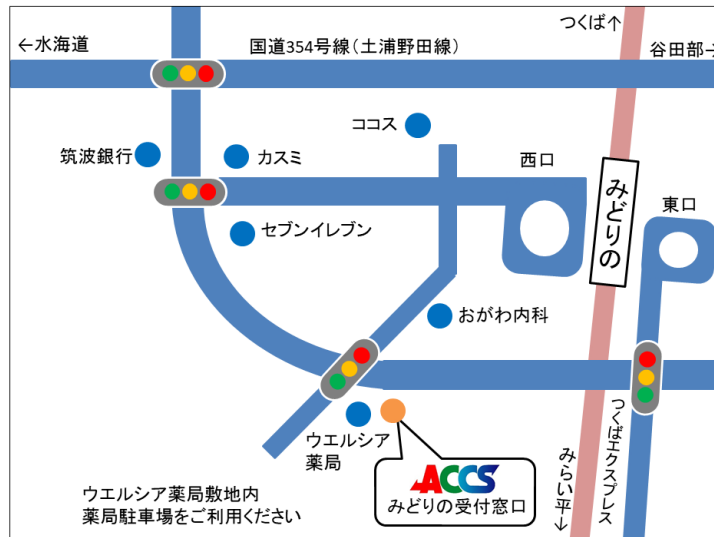 つくば↑
←水海道
国道354号線(土浦野田線)
谷田部→
ココス
筑波銀行
カスミ
西口
みどりの
東口
セブンイレブン
おがわ内科
ウエルシア
薬局
つくばエクスプレス
みらい平↓
ACCS
みどりの受付窓口
ウエルシア薬局敷地内
薬局駐車場をご利用ください